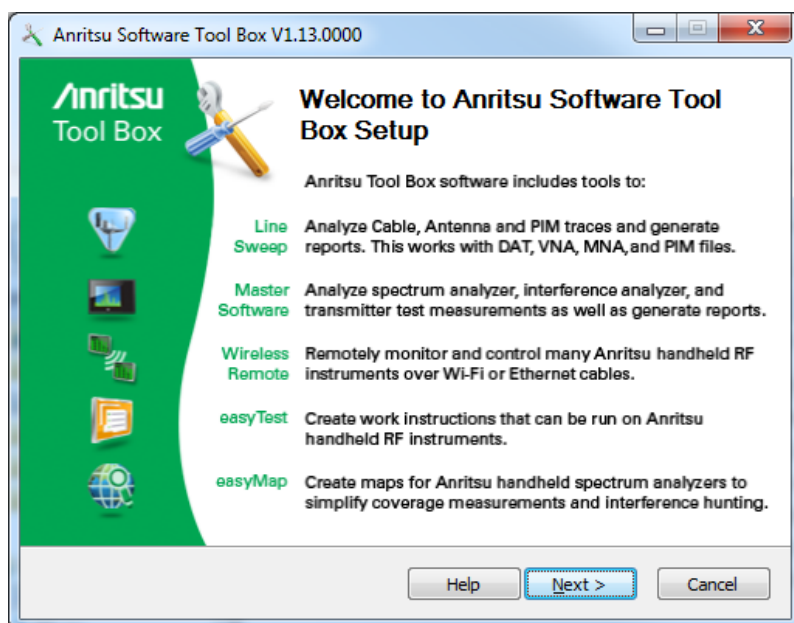 Anritsu Software Tool Box V1.13.0000
Anritsu
Tool Box
Welcome to Anritsu Software Tool
Box Setup
Anritsu Tool Box software includes tools to:
Line
Sweep
Analyze Cable, Antenna and PIM traces and generate
reports. This works with DAT, VNA, MNA,and PIM files.
Master
Software
Analyze spectrum analyzer, interference analyzer, and
transmitter test measurements as well as generate reports.
Wireless
Remote
Remotely monitor and control many Anritsu handheld RF
instruments over Wi-Fi or Ethernet cables.
easyTest
Create work instructions that can be run on Anritsu
handheld RF instruments.
easyMap
Create maps for Anritsu handheld spectrum analyzers to
simplify coverage measurements and interference hunting.
Help
Next >
Cancel